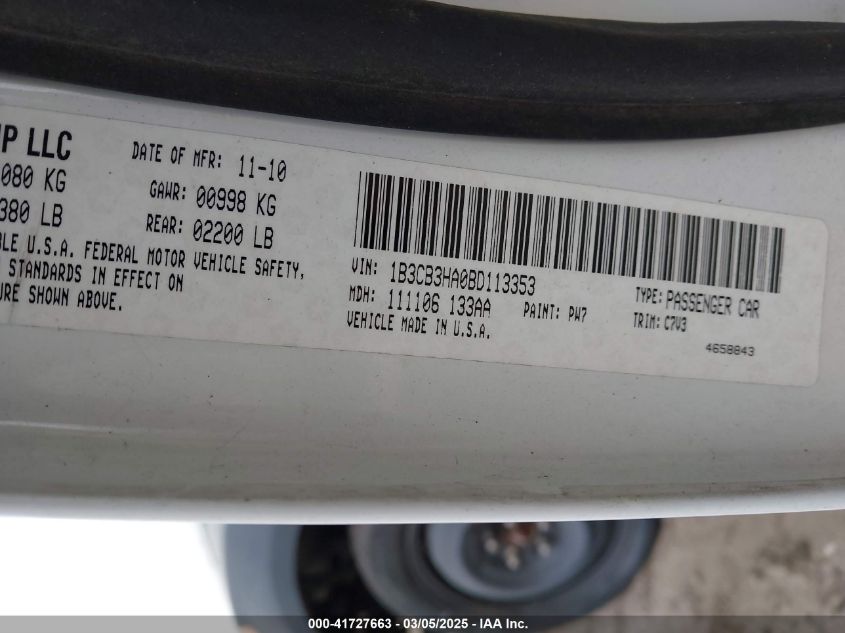 UP LLC
DATE OF MFR: 11-10
080 KG
GAWR: 00998 KG
380 LB
REAR: 02200 LB
BLE U.S.A. FEDERAL MOTOR VEHICLE SAFETY,
STANDARDS IN EFFECT ON
URE SHOWN ABOVE.
VIN: 1B3CB3HA0BD113353
TYPE: PASSENGER CAR
MDH: 111106 133AA PAINT: PW7 TRIM: C7V3
VEHICLE MADE IN U.S.A.
4658843
000-41727663 - 03/05/2025 - IAA Inc.